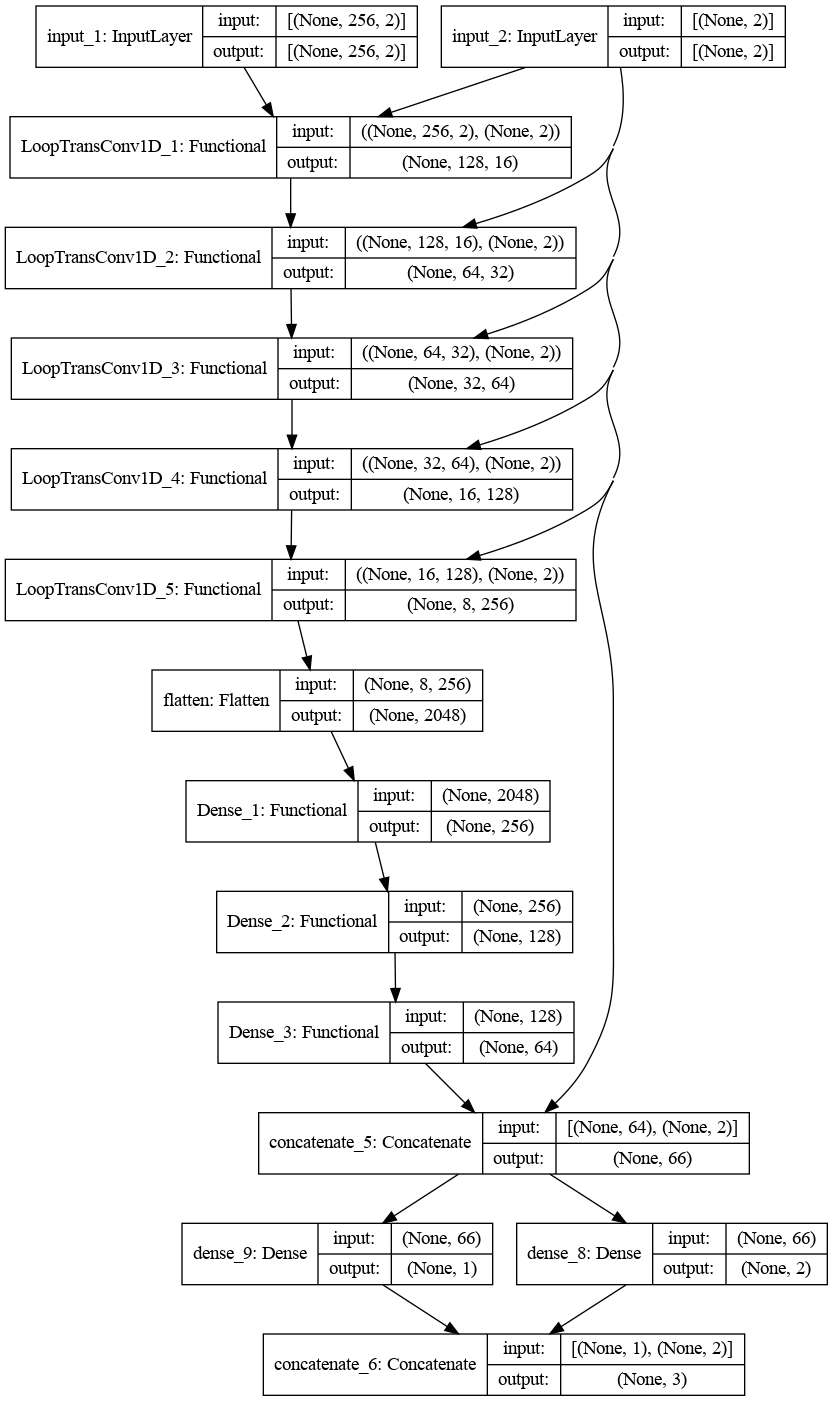 input_1: InputLayer
input: [(None, 256, 2)]
output: [(None, 256, 2)]
input_2: InputLayer
input: [(None, 2)]
output: [(None, 2)]
LoopTransConv1D_1: Functional
input: ((None, 256, 2), (None, 2))
output: (None, 128, 16)
LoopTransConv1D_2: Functional
input: ((None, 128, 16), (None, 2))
output: (None, 64, 32)
LoopTransConv1D_3: Functional
input: ((None, 64, 32), (None, 2))
output: (None, 32, 64)
LoopTransConv1D_4: Functional
input: ((None, 32, 64), (None, 2))
output: (None, 16, 128)
LoopTransConv1D_5: Functional
input: ((None, 16, 128), (None, 2))
output: (None, 8, 256)
flatten: Flatten
input: (None, 8, 256)
output: (None, 2048)
Dense_1: Functional
input: (None, 2048)
output: (None, 256)
Dense_2: Functional
input: (None, 256)
output: (None, 128)
Dense_3: Functional
input: (None, 128)
output: (None, 64)
concatenate_5: Concatenate
input: [(None, 64), (None, 2)]
output: (None, 66)
dense_9: Dense
input: (None, 66)
output: (None, 1)
dense_8: Dense
input: (None, 66)
output: (None, 2)
concatenate_6: Concatenate
input: [(None, 1), (None, 2)]
output: (None, 3)